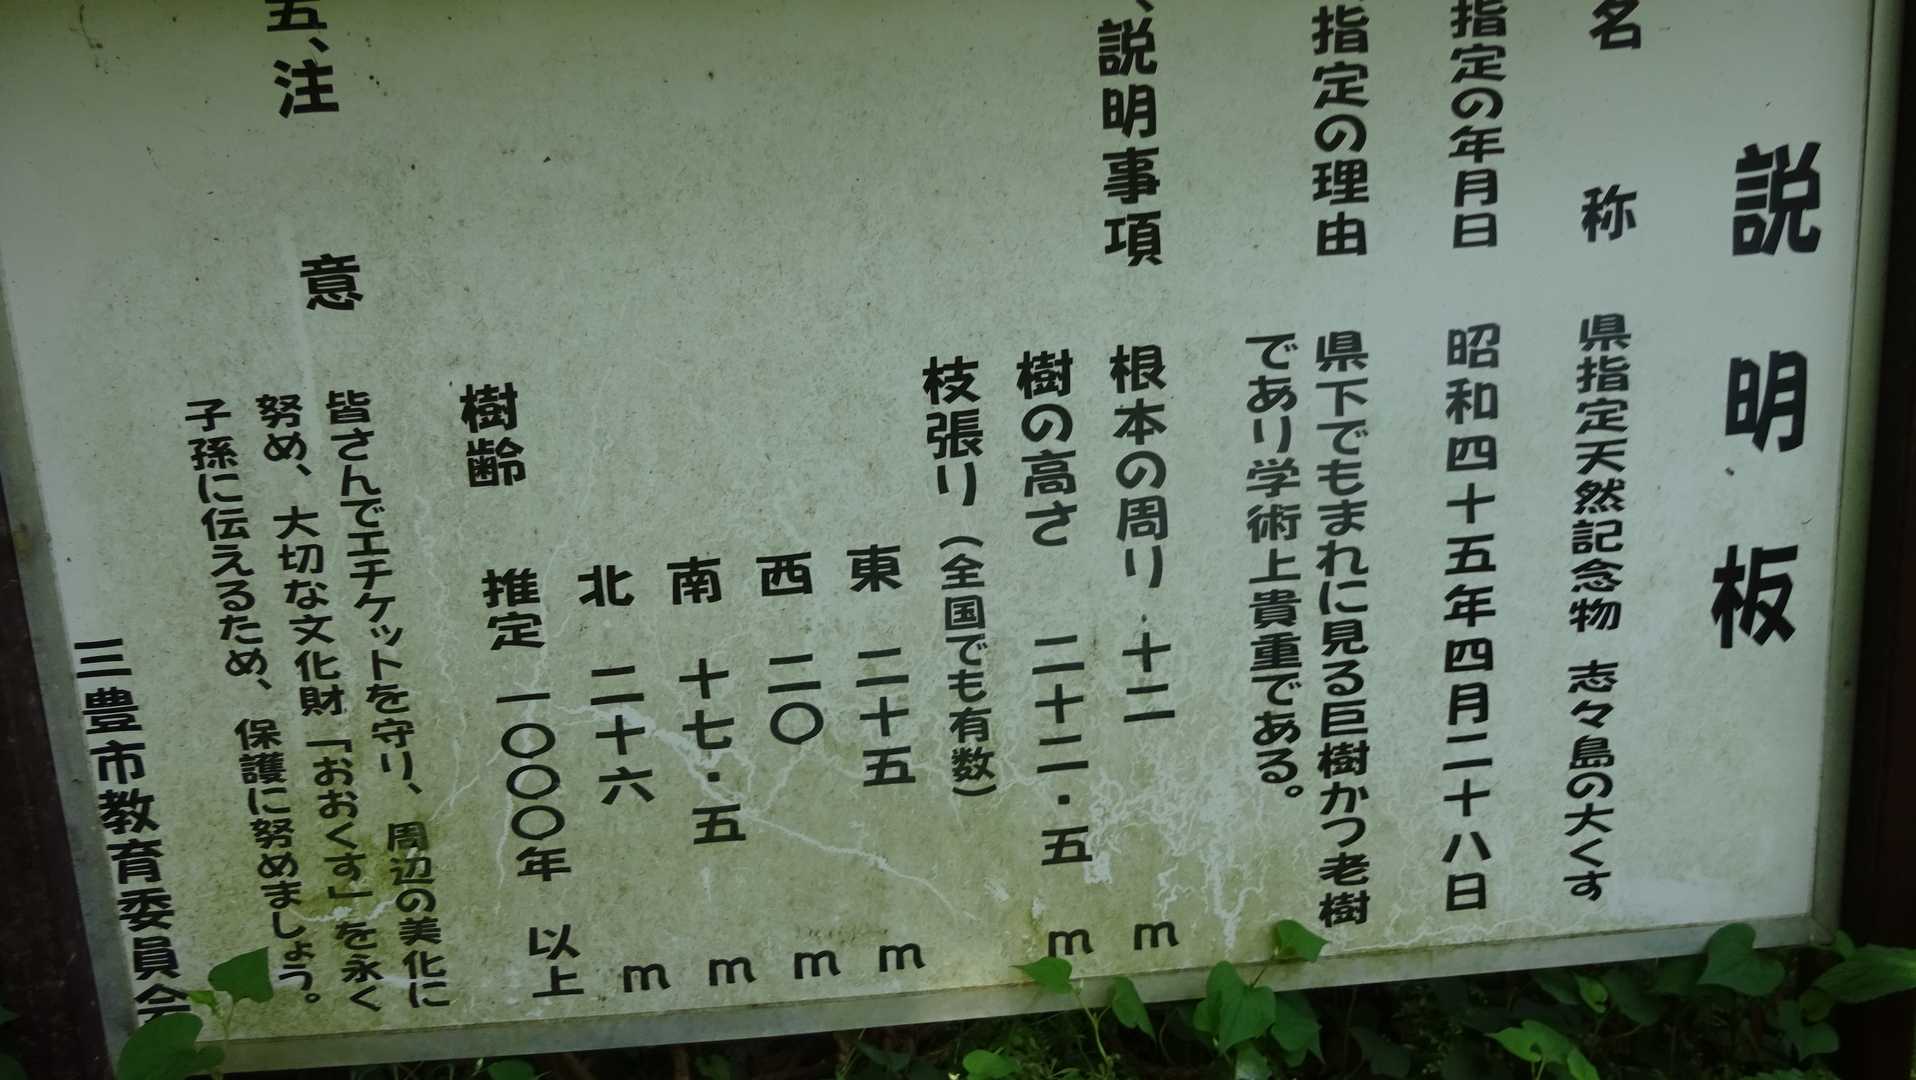 説明板
名称 県指定天然記念物 志々島の大くす
指定の年月日 昭和四十五年四月二十八日
指定の理由 県下でもまれに見る巨樹かつ老樹
であり学術上貴重である。
、説明事項 根本の周り 十二 m
樹の高さ 二十二・五 m
枝張り(全国でも有数)
東 二十五 m
西 二〇 m
南 十七・五 m
北 二十六 m
樹齢 推定 一〇〇〇年 以上
五、注意 皆さんでエチケットを守り、周辺の美化に
努め、大切な文化財「おおくす」を永く
子孫に伝えるため、保護に努めましょう。
三豊市教育委員会